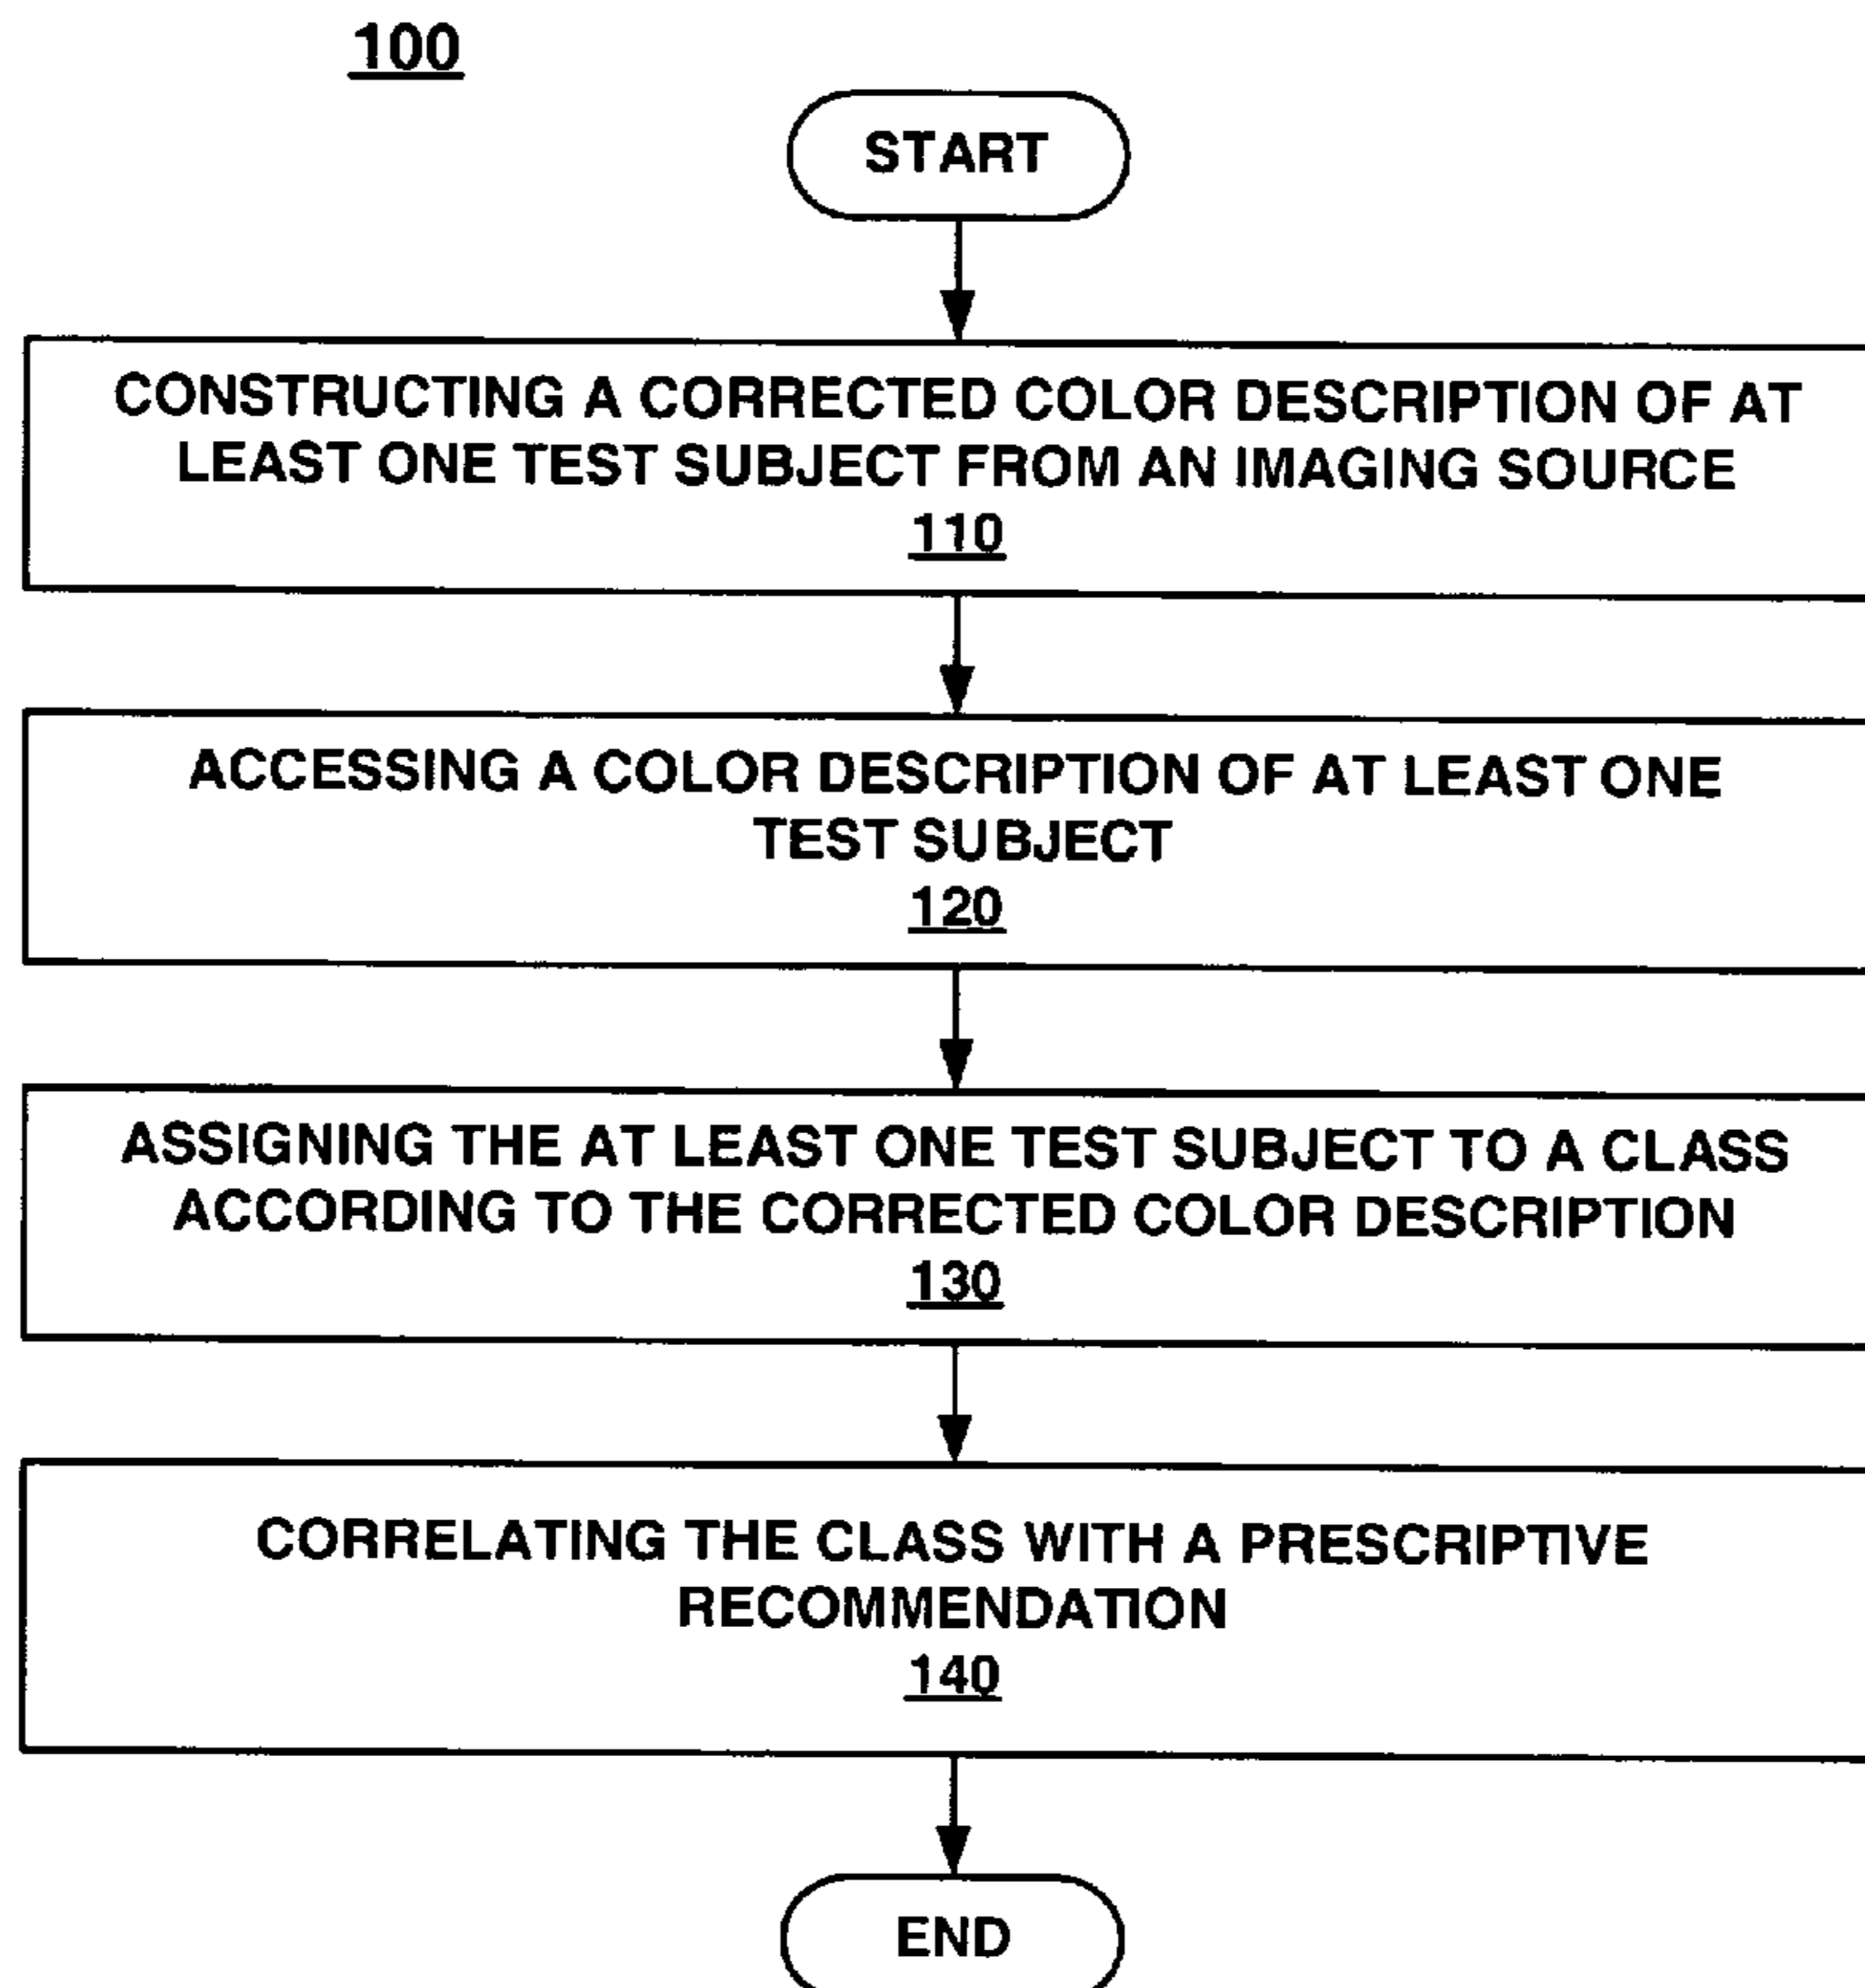 100
START
CONSTRUCTING A CORRECTED COLOR DESCRIPTION OF AT
LEAST ONE TEST SUBJECT FROM AN IMAGING SOURCE
110
ACCESSING A COLOR DESCRIPTION OF AT LEAST ONE
TEST SUBJECT
120
ASSIGNING THE AT LEAST ONE TEST SUBJECT TO A CLASS
ACCORDING TO THE CORRECTED COLOR DESCRIPTION
130
CORRELATING THE CLASS WITH A PRESCRIPTIVE
RECOMMENDATION
140
END